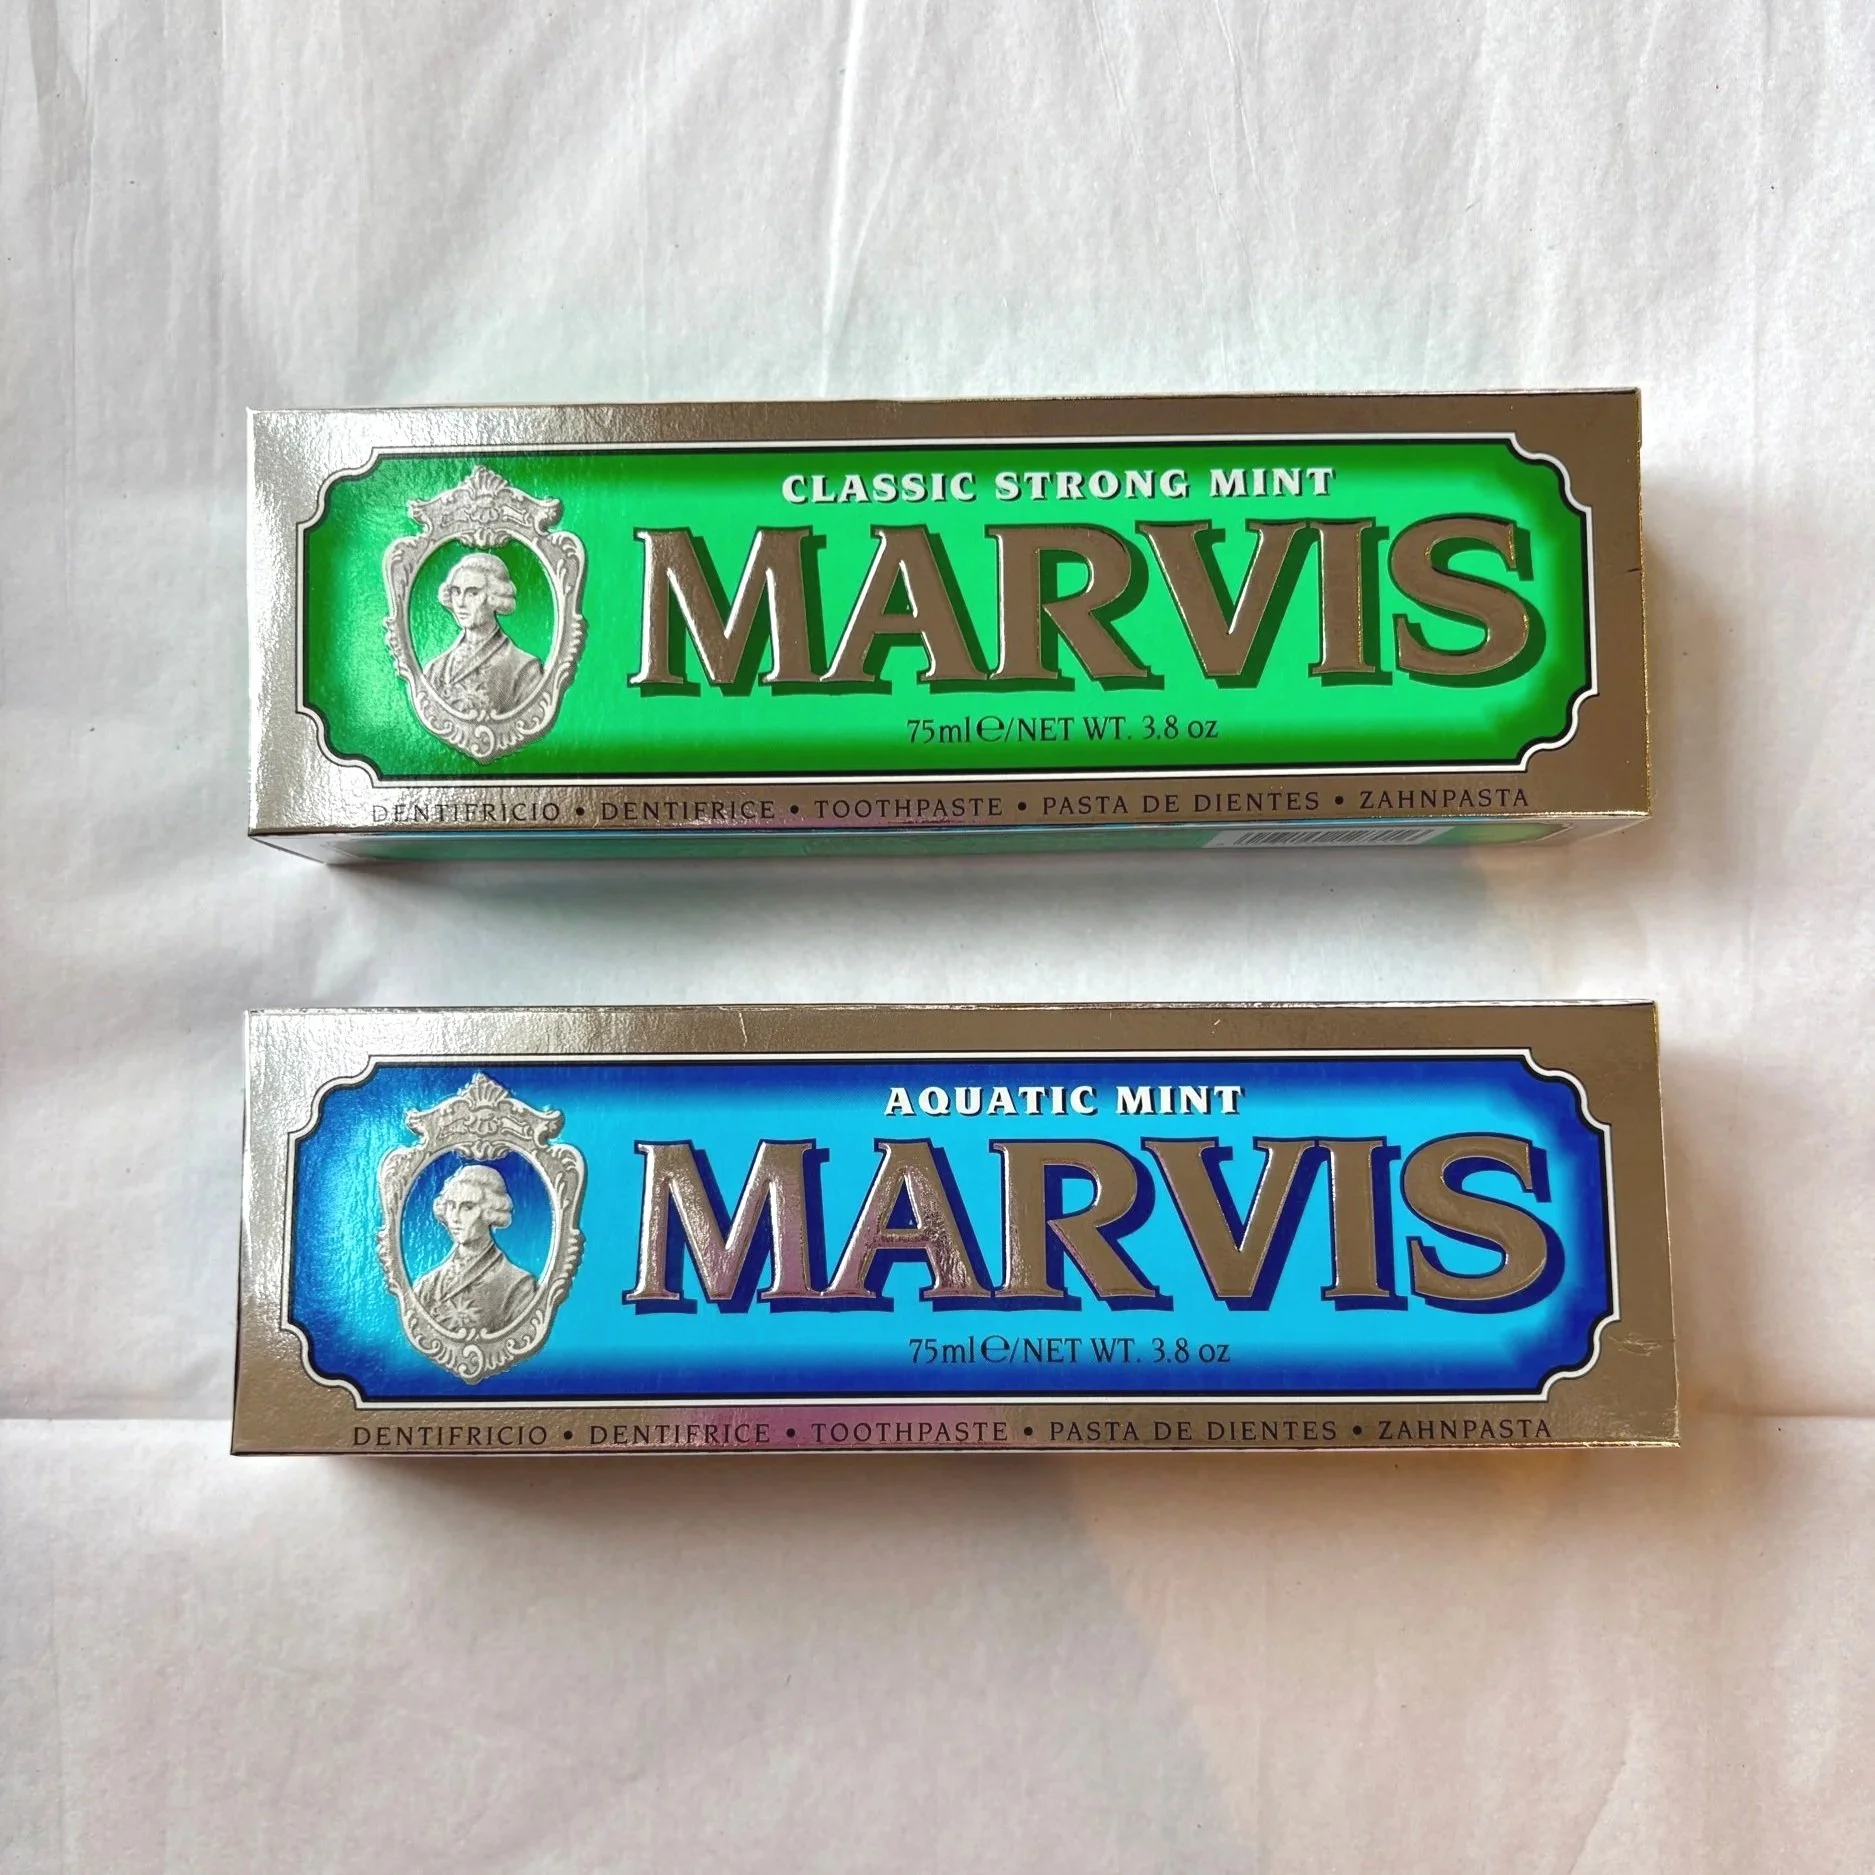 CLASSIC STRONG MINT
MARVIS
75ml℮/NET WT. 3.8 oz
DENTIFRICIO • DENTIFRICE • TOOTHPASTE • PASTA DE DIENTES • ZAHNPASTA
AQUATIC MINT
MARVIS
75ml℮/NET WT. 3.8 oz
DENTIFRICIO • DENTIFRICE • TOOTHPASTE • PASTA DE DIENTES • ZAHNPASTA